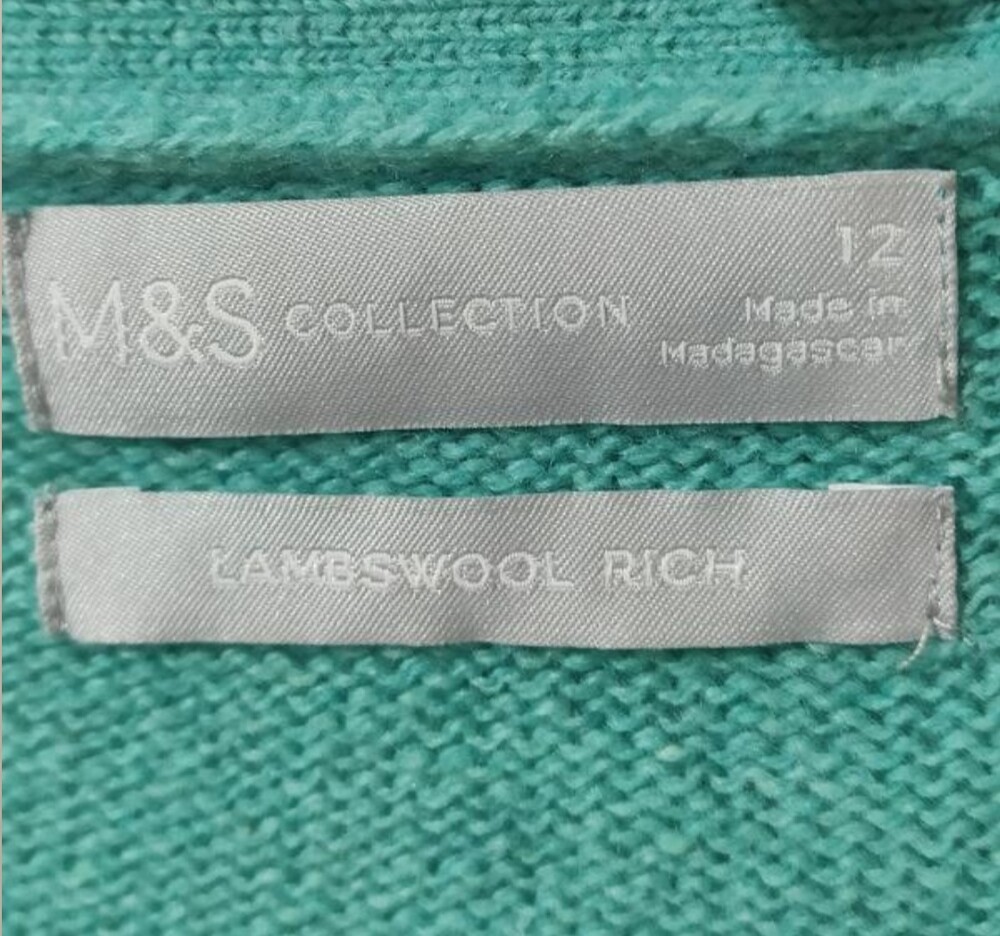 12
M&S COLLECTION
Made in
Madagascar
LAMBSWOOL RICH